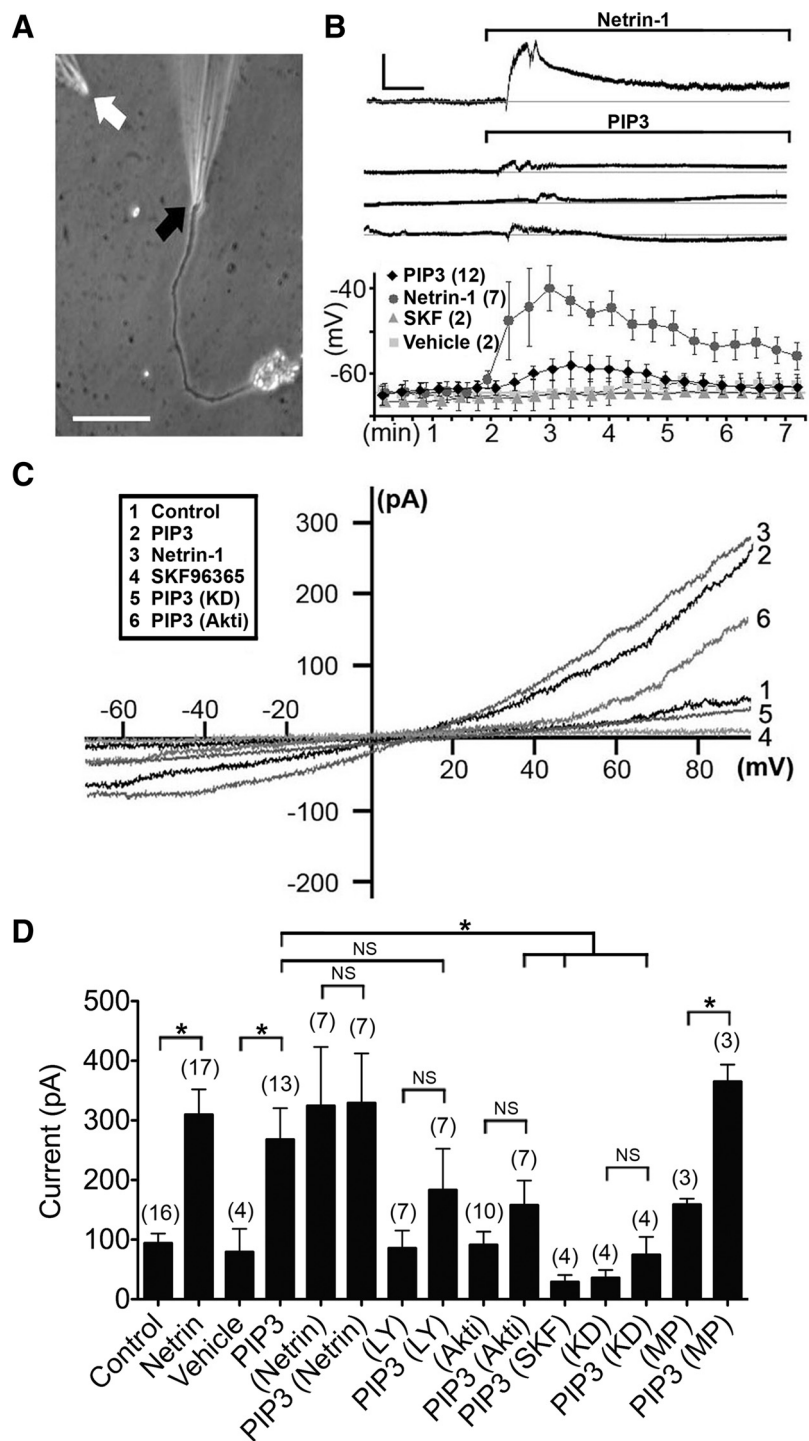 A
B
Netrin-1
PIP3
PIP3 (12)
Netrin-1 (7)
SKF (2)
Vehicle (2)
-40
-60
(mV)
(min) 1 2 3 4 5 6 7
C
1 Control
2 PIP3
3 Netrin-1
4 SKF96365
5 PIP3 (KD)
6 PIP3 (Akti)
(pA)
300
200
100
-100
-200
-60 -40 -20
20 40 60 80 (mV)
3
2
6
1
5
4
D
*
NS
NS
* * NS NS NS *
(16) (17) (4) (13) (7) (7) (7) (7) (10) (7) (4) (4) (4) (3) (3)
Current (pA)
500
400
300
200
100
0
Control
Netrin
Vehicle
PIP3
(Netrin)
PIP3 (Netrin)
(LY)
PIP3 (LY)
(Akti)
PIP3 (Akti)
PIP3 (SKF)
(KD)
PIP3 (KD)
(MP)
PIP3 (MP)